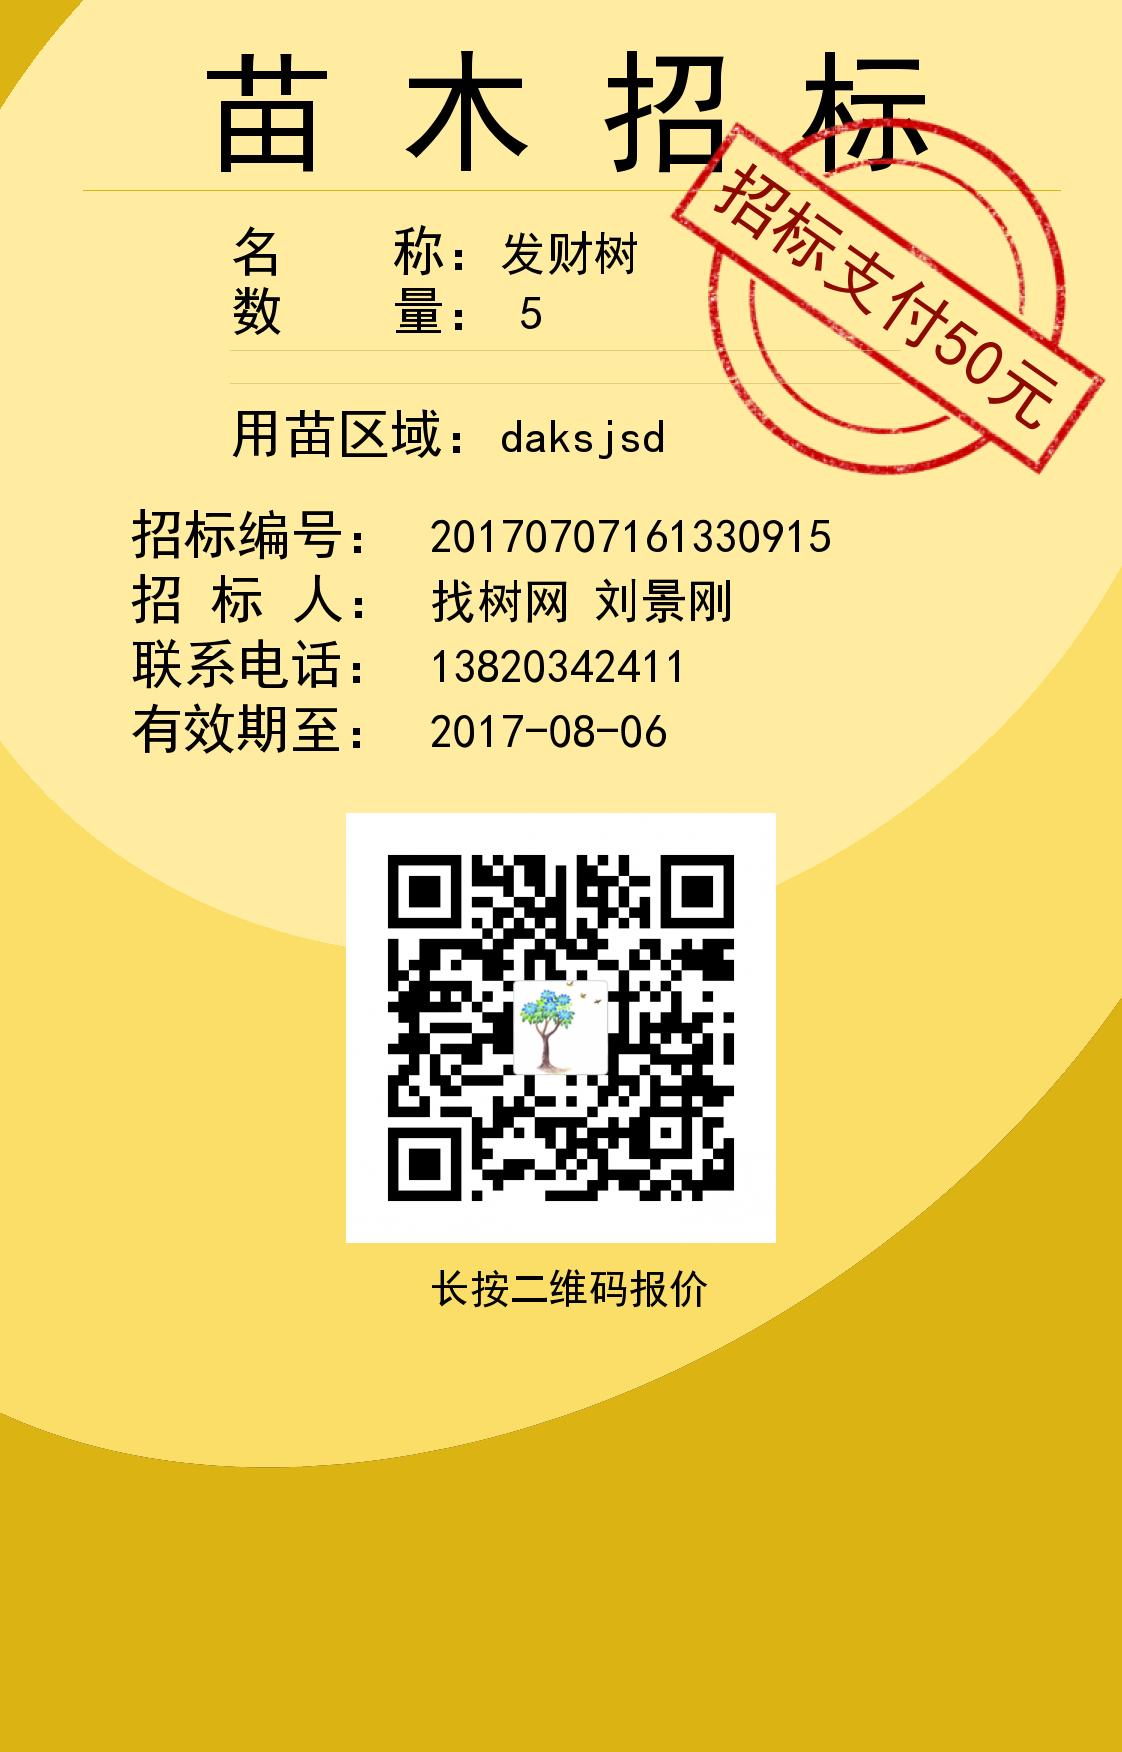 苗木招标
招标支付50元
名 称：发财树
数 量： 5
用苗区域：daksjsd
招标编号： 20170707161330915
招 标 人： 找树网 刘景刚
联系电话： 13820342411
有效期至： 2017-08-06
长按二维码报价